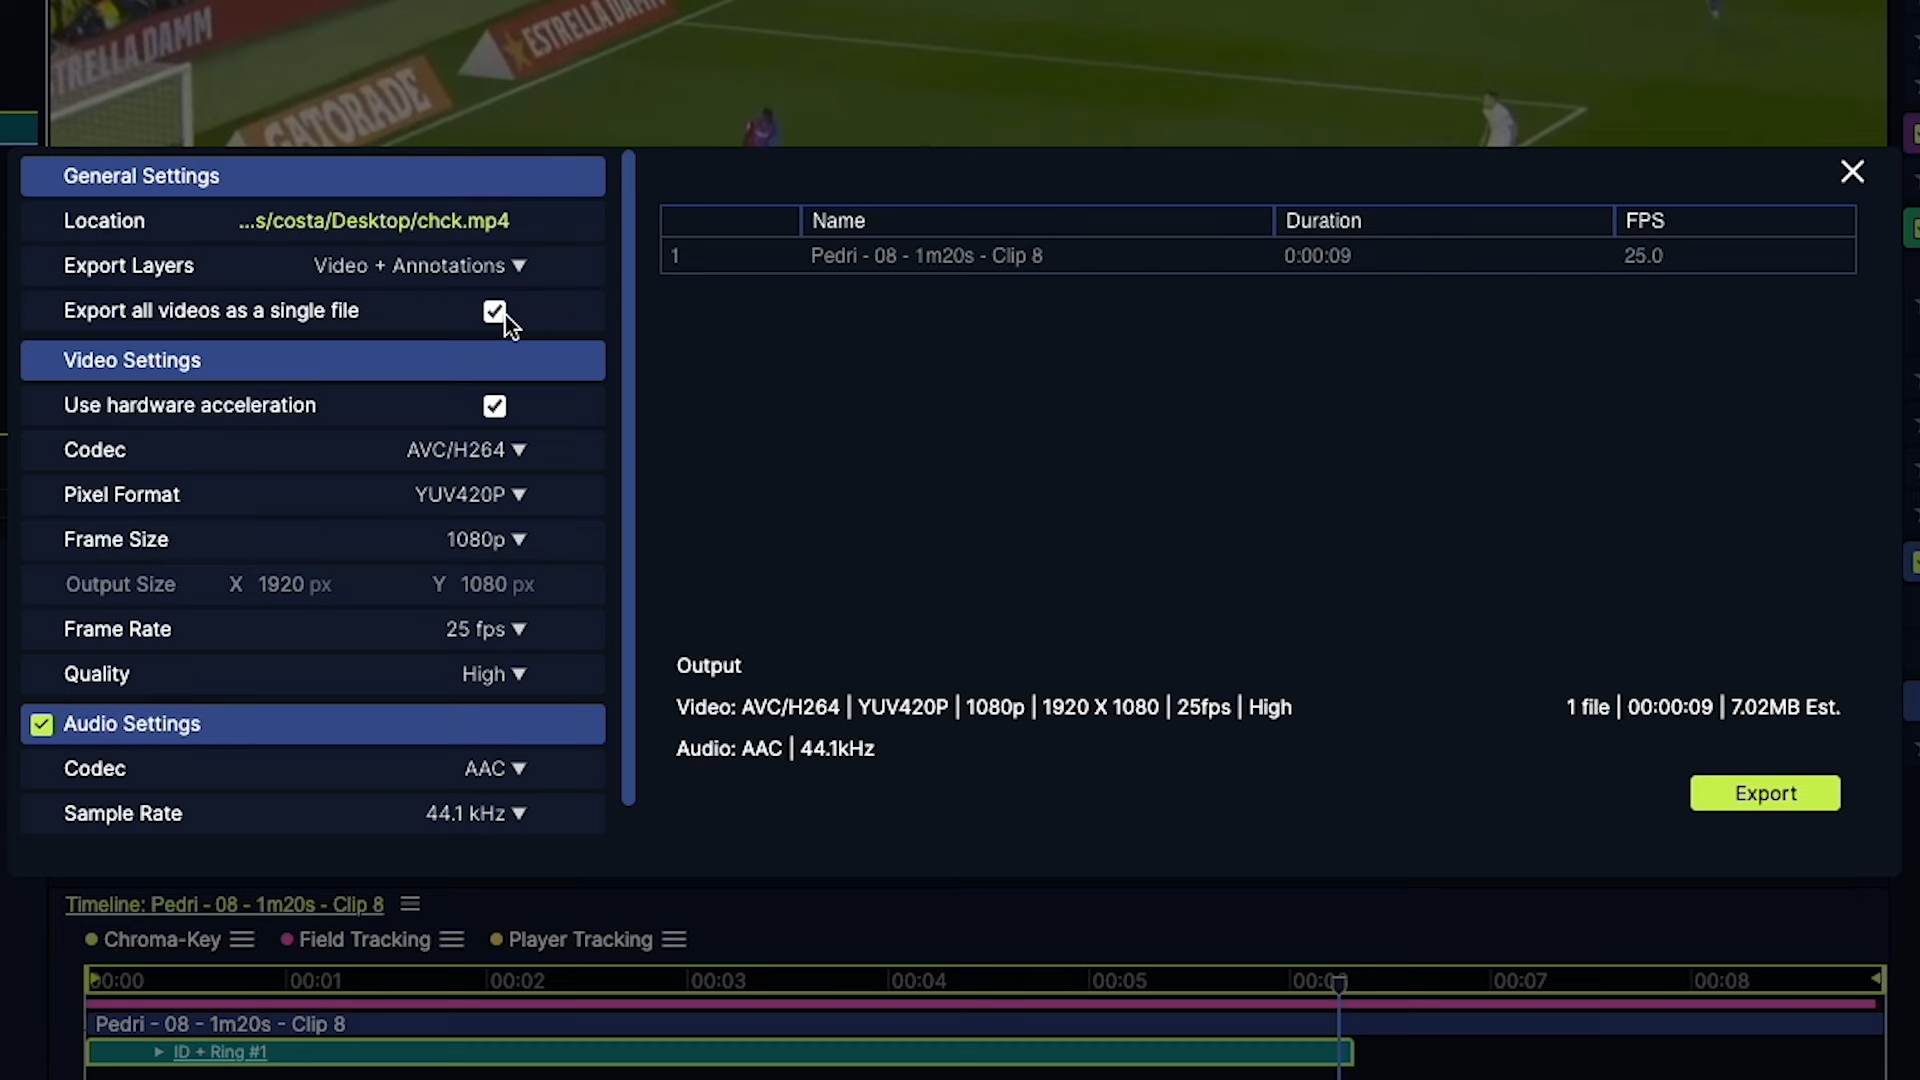 TRELLA DAMM
ESTRELLA DAMM
GATORADE
General Settings
Location ...s/costa/Desktop/chck.mp4
Export Layers Video + Annotations
Export all videos as a single file
Video Settings
Use hardware acceleration
Codec AVC/H264
Pixel Format YUV420P
Frame Size 1080p
Output Size X 1920 px Y 1080 px
Frame Rate 25 fps
Quality High
Audio Settings
Codec AAC
Sample Rate 44.1 kHz
Name Duration FPS
1 Pedri - 08 - 1m20s - Clip 8 0:00:09 25.0
Output
Video: AVC/H264 | YUV420P | 1080p | 1920 X 1080 | 25fps | High
1 file | 00:00:09 | 7.02MB Est.
Audio: AAC | 44.1kHz
Export
Timeline: Pedri - 08 - 1m20s - Clip 8
Chroma-Key Field Tracking Player Tracking
00:00 00:01 00:02 00:03 00:04 00:05 00:06 00:07 00:08
Pedri - 08 - 1m20s - Clip 8
ID + Ring #1